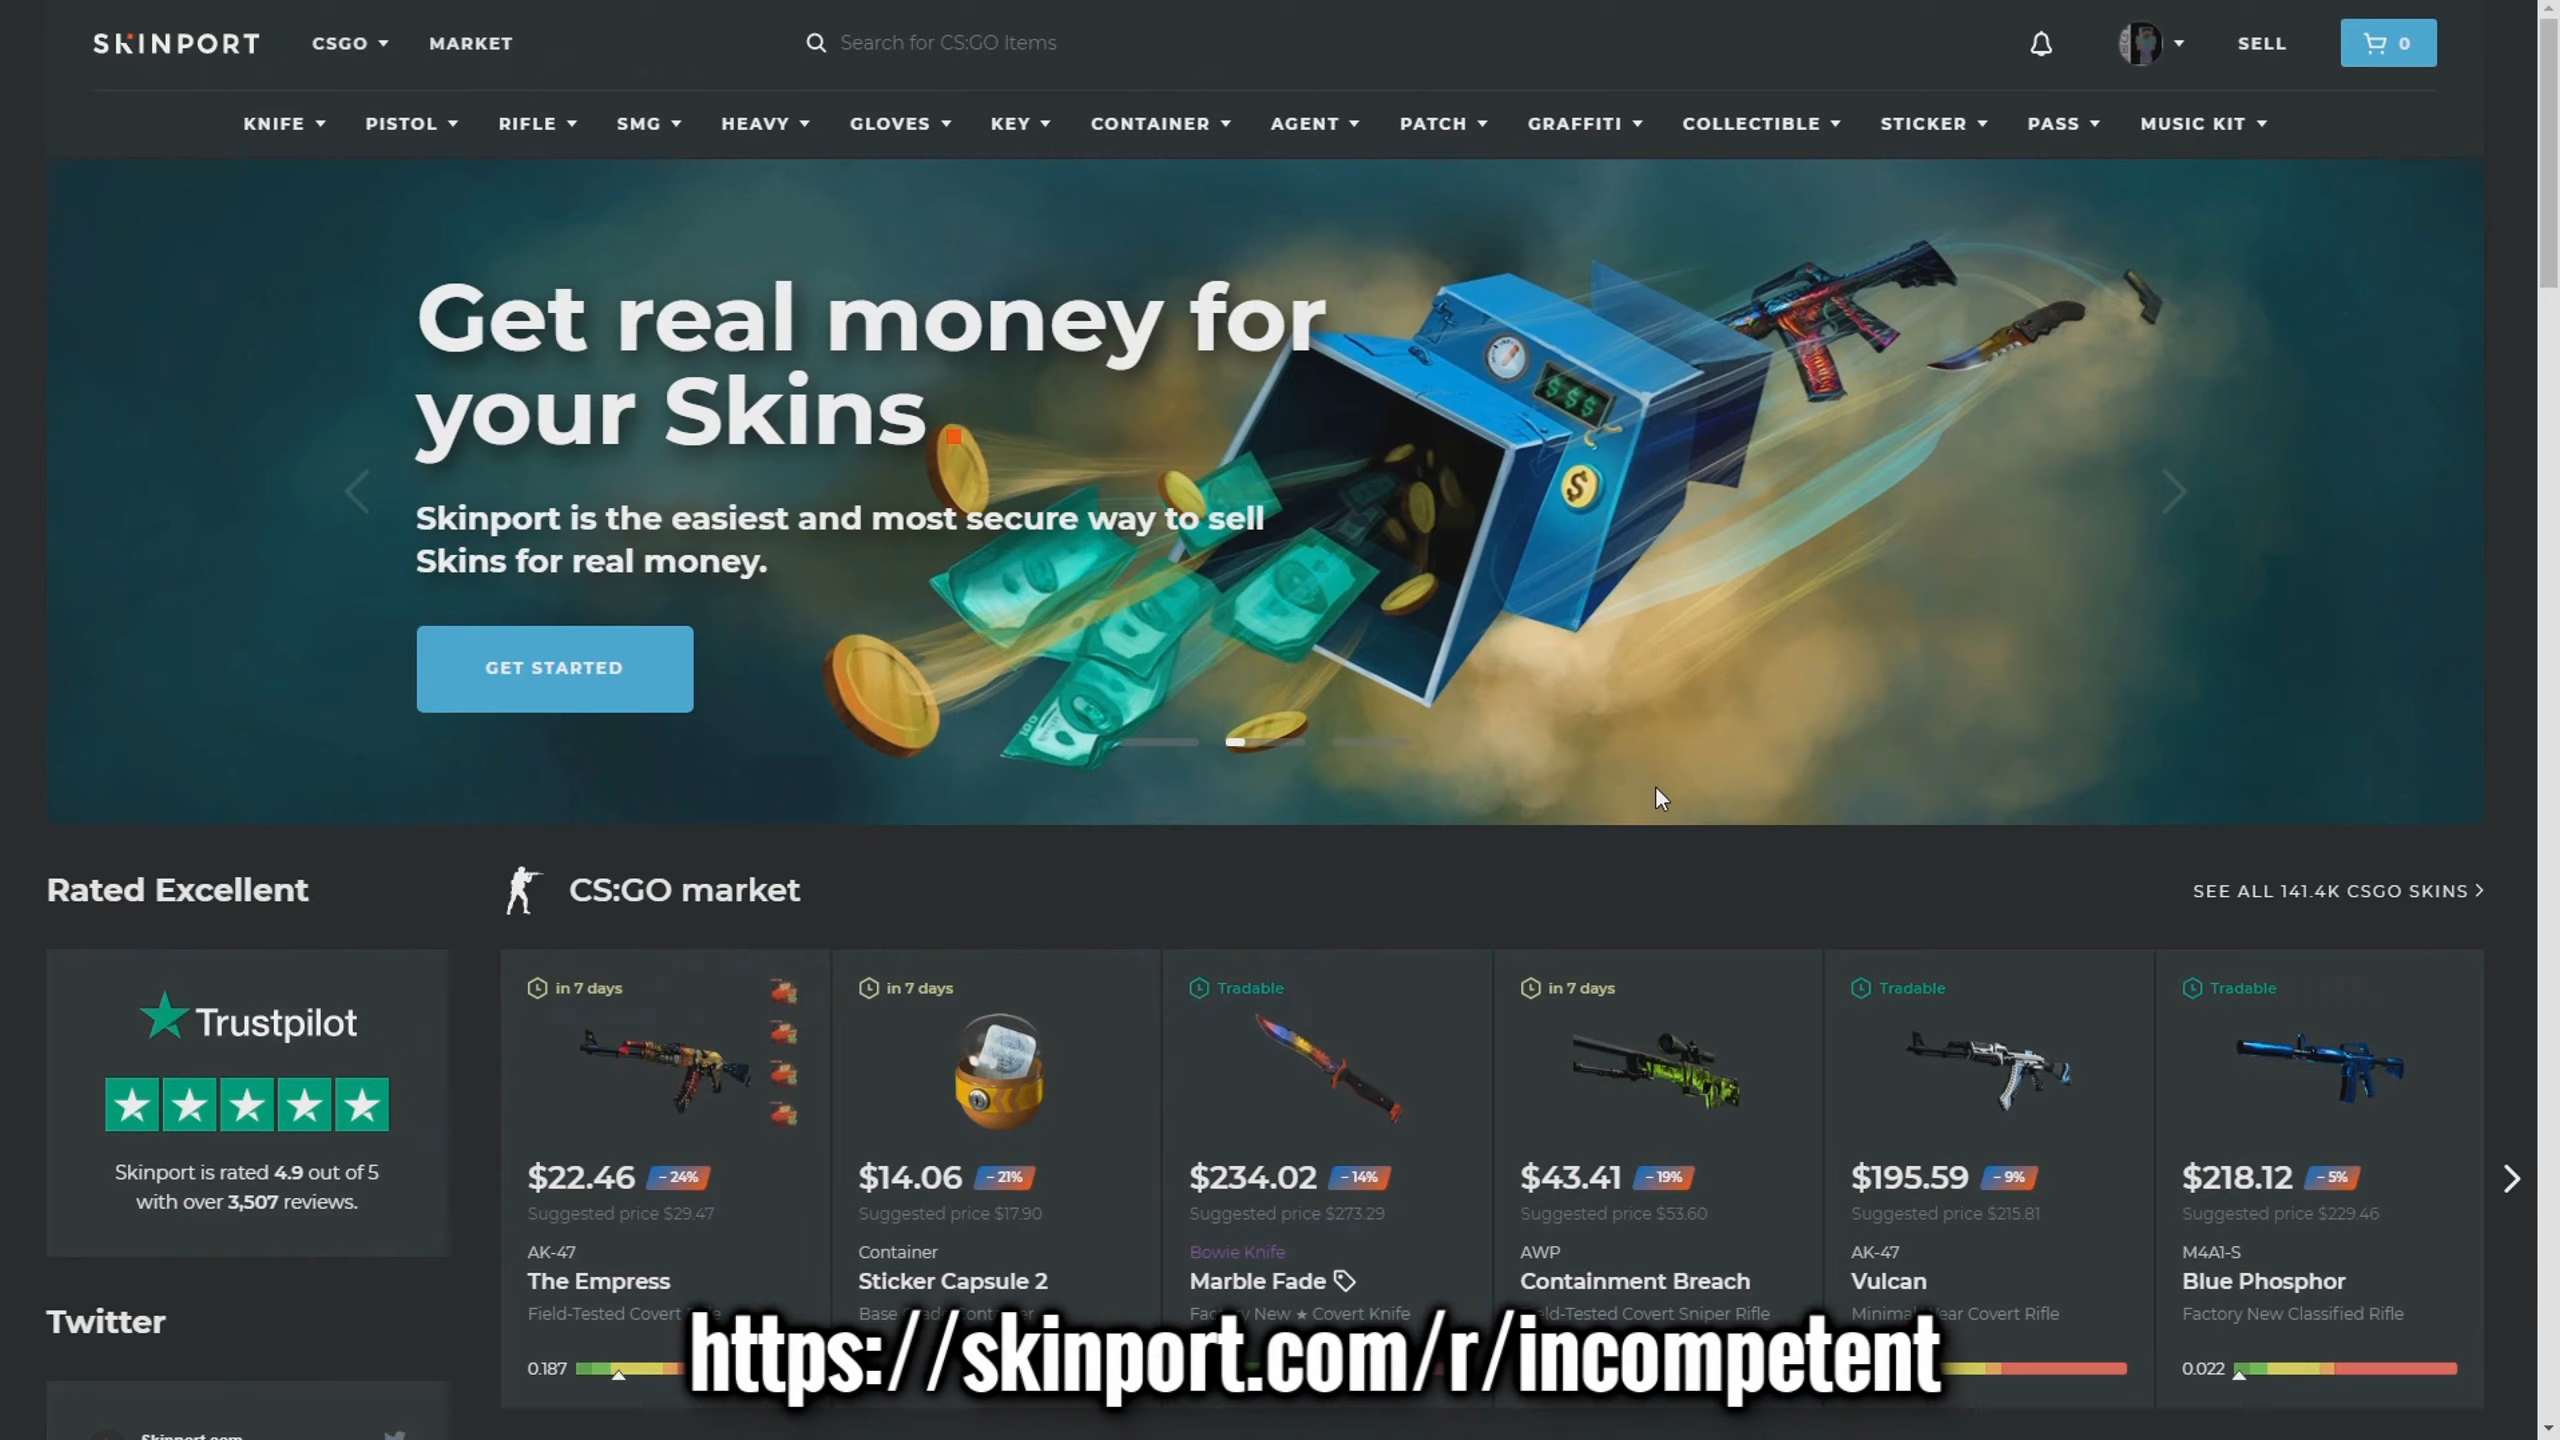 SKINPORT CSGO MARKET Search for CS:GO Items SELL 0
KNIFE PISTOL RIFLE SMG HEAVY GLOVES KEY CONTAINER AGENT PATCH GRAFFITI COLLECTIBLE STICKER PASS MUSIC KIT
Get real money for
your Skins.
Skinport is the easiest and most secure way to sell
Skins for real money.
GET STARTED
Rated Excellent
Trustpilot
Skinport is rated 4.9 out of 5
with over 3,507 reviews.
Twitter
Skinport.com
CS:GO market
SEE ALL 141.4K CSGO SKINS
in 7 days
$22.46 - 24%
Suggested price $29.47
AK-47
The Empress
Field-Tested Covert
0.187
in 7 days
$14.06 - 21%
Suggested price $17.90
Container
Sticker Capsule 2
Base
Tradable
$234.02 - 14%
Suggested price $273.29
Bowie Knife
Marble Fade
Factory New ★ Covert Knife
in 7 days
$43.41 - 19%
Suggested price $53.60
AWP
Containment Breach
Field-Tested Covert Sniper Rifle
Tradable
$195.59 - 9%
Suggested price $215.81
AK-47
Vulcan
Minimal Wear Covert Rifle
Tradable
$218.12 - 5%
Suggested price $229.46
M4A1-S
Blue Phosphor
Factory New Classified Rifle
0.022
https://skinport.com/r/incompetent